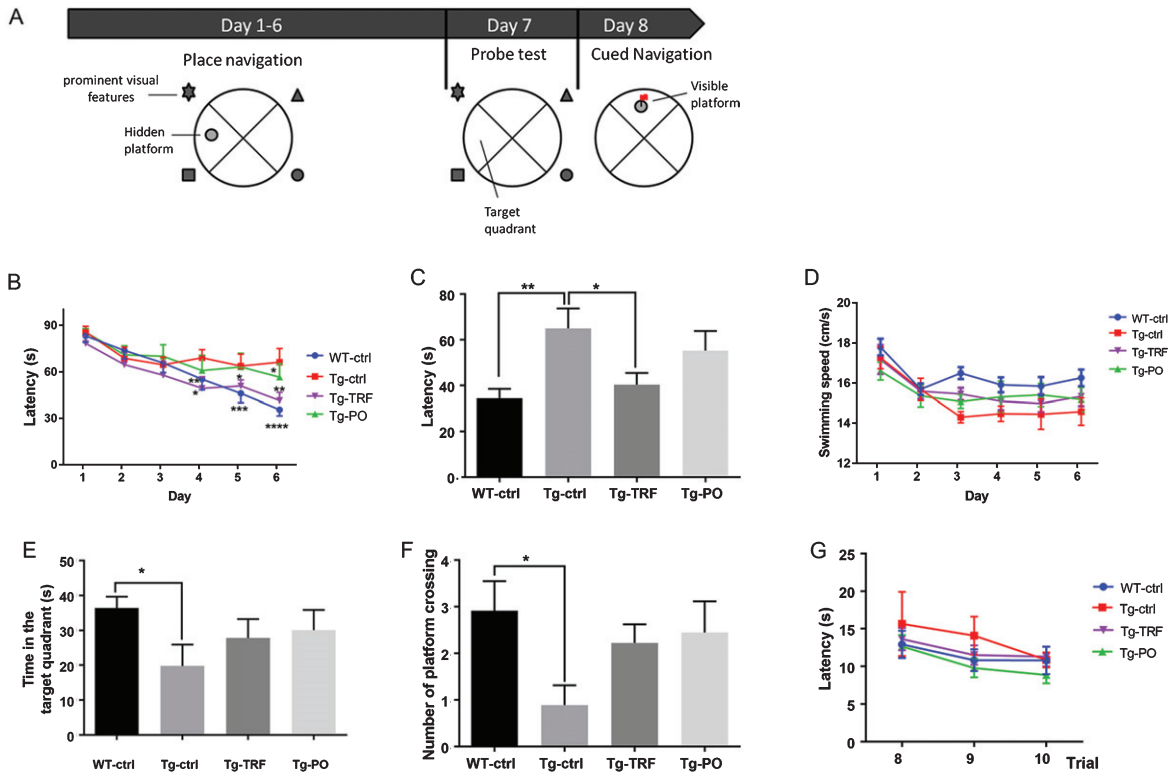 A
Day 1-6
Day 7
Day 8
Place navigation
Probe test
Cued Navigation
prominent visual
features
Hidden
platform
Visible
platform
Target
quadrant
B
Latency (s)
90
60
30
0
1 2 3 4 5 6
Day
** * * *** * ** ****
WT-ctrl
Tg-ctrl
Tg-TRF
Tg-PO
C
Latency (s)
80
60
40
20
0
** *
WT-ctrl Tg-ctrl Tg-TRF Tg-PO
D
Swimming speed (cm/s)
20
18
16
14
12
1 2 3 4 5 6
Day
WT-ctrl
Tg-ctrl
Tg-TRF
Tg-PO
E
Time in the
target quadrant (s)
50
40
30
20
10
0
*
WT-ctrl Tg-ctrl Tg-TRF Tg-PO
F
Number of platform crossing
4
3
2
1
0
*
WT-ctrl Tg-ctrl Tg-TRF Tg-PO
G
Latency (s)
25
20
15
10
5
0
8 9 10 Trial
WT-ctrl
Tg-ctrl
Tg-TRF
Tg-PO